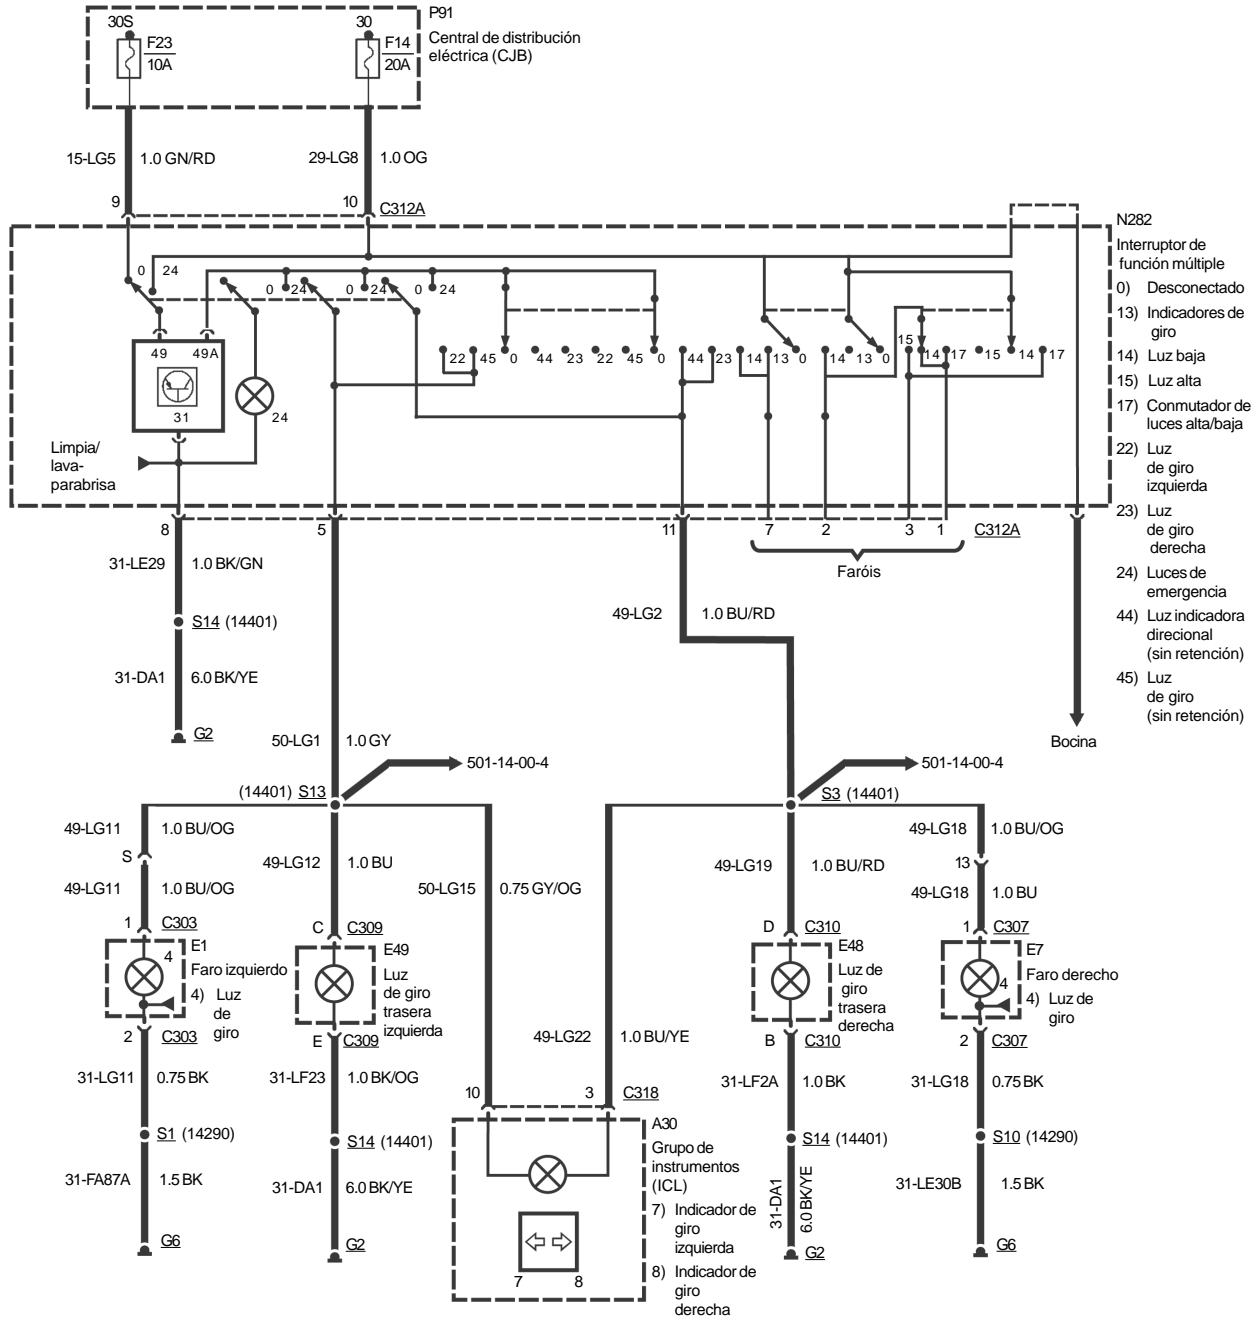 30S
30
P91
Central de distribución
eléctrica (CJB)
F23
10A
F14
20A
15-LG5
1.0 GN/RD
29-LG8
1.0 OG
9
10
C312A
N282
Interruptor de
función múltiple
0) Desconectado
13) Indicadores de
giro
14) Luz baja
15) Luz alta
17) Conmutador de
luces alta/baja
22) Luz
de giro
izquierda
23) Luz
de giro
derecha
24) Luces de
emergencia
44) Luz indicadora
direcional
(sin retención)
45) Luz
de giro
(sin retención)
0 24
0 24
0 24
0 24
49
49A
31
24
22 45 0
44 23 22 45 0
44 23
14 13 0
14 13 0
15 14 17
15 14 17
Limpia/
lava-
parabrisa
8
5
11
7
2
3
1
C312A
Faróis
31-LE29
1.0 BK/GN
S14 (14401)
31-DA1
6.0 BK/YE
G2
49-LG2
1.0 BU/RD
Bocina
50-LG1
1.0 GY
501-14-00-4
501-14-00-4
(14401) S13
S3 (14401)
49-LG11
1.0 BU/OG
S
49-LG11
1.0 BU/OG
1
C303
49-LG12
1.0 BU
C
C309
50-LG15
0.75 GY/OG
49-LG19
1.0 BU/RD
D
C310
49-LG18
1.0 BU/OG
13
49-LG18
1.0 BU
1
C307
E1
4
Faro izquierdo
4) Luz
de
giro
2
C303
E49
Luz
de giro
trasera
izquierda
E
C309
E48
Luz de
giro
trasera
derecha
B
C310
E7
4
Faro derecho
4) Luz de
giro
2
C307
49-LG22
1.0 BU/YE
31-LG11
0.75 BK
S1 (14290)
31-FA87A
1.5 BK
G6
31-LF23
1.0 BK/OG
S14 (14401)
31-DA1
6.0 BK/YE
G2
10
3
C318
A30
Grupo de
instrumentos
(ICL)
7) Indicador de
giro
izquierda
8) Indicador de
giro
derecha
7
8
31-LF2A
1.0 BK
S14 (14401)
31-DA1
6.0 BK/YE
G2
31-LG18
0.75 BK
S10 (14290)
31-LE30B
1.5 BK
G6